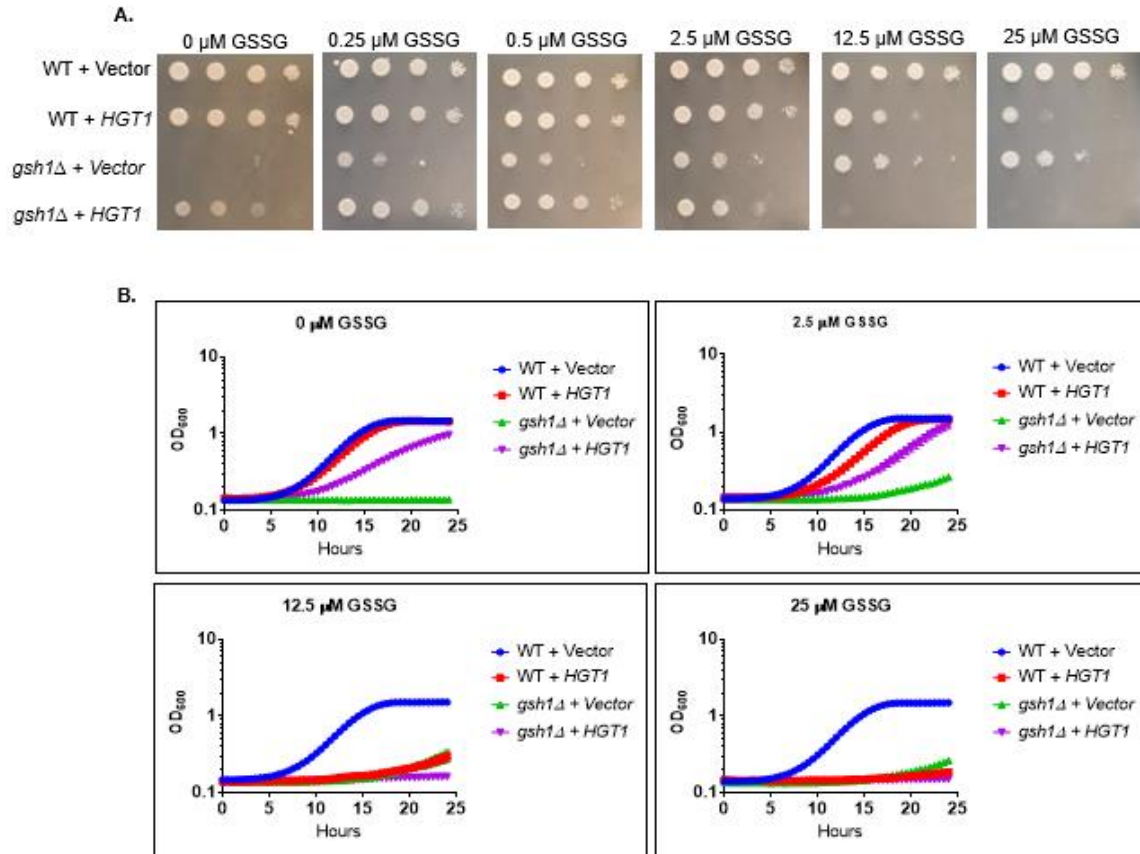 A.
0 µM GSSG 0.25 µM GSSG 0.5 µM GSSG 2.5 µM GSSG 12.5 µM GSSG 25 µM GSSG
WT + Vector
WT + HGT1
gsh1Δ + Vector
gsh1Δ + HGT1
B.
0 µM GSSG
10
1
0.1
OD600
0 5 10 15 20 25
Hours
WT + Vector
WT + HGT1
gsh1Δ + Vector
gsh1Δ + HGT1
2.5 µM GSSG
10
1
0.1
OD600
0 5 10 15 20 25
Hours
WT + Vector
WT + HGT1
gsh1Δ + Vector
gsh1Δ + HGT1
12.5 µM GSSG
10
1
0.1
OD600
0 5 10 15 20 25
Hours
WT + Vector
WT + HGT1
gsh1Δ + Vector
gsh1Δ + HGT1
25 µM GSSG
10
1
0.1
OD600
0 5 10 15 20 25
Hours
WT + Vector
WT + HGT1
gsh1Δ + Vector
gsh1Δ + HGT1